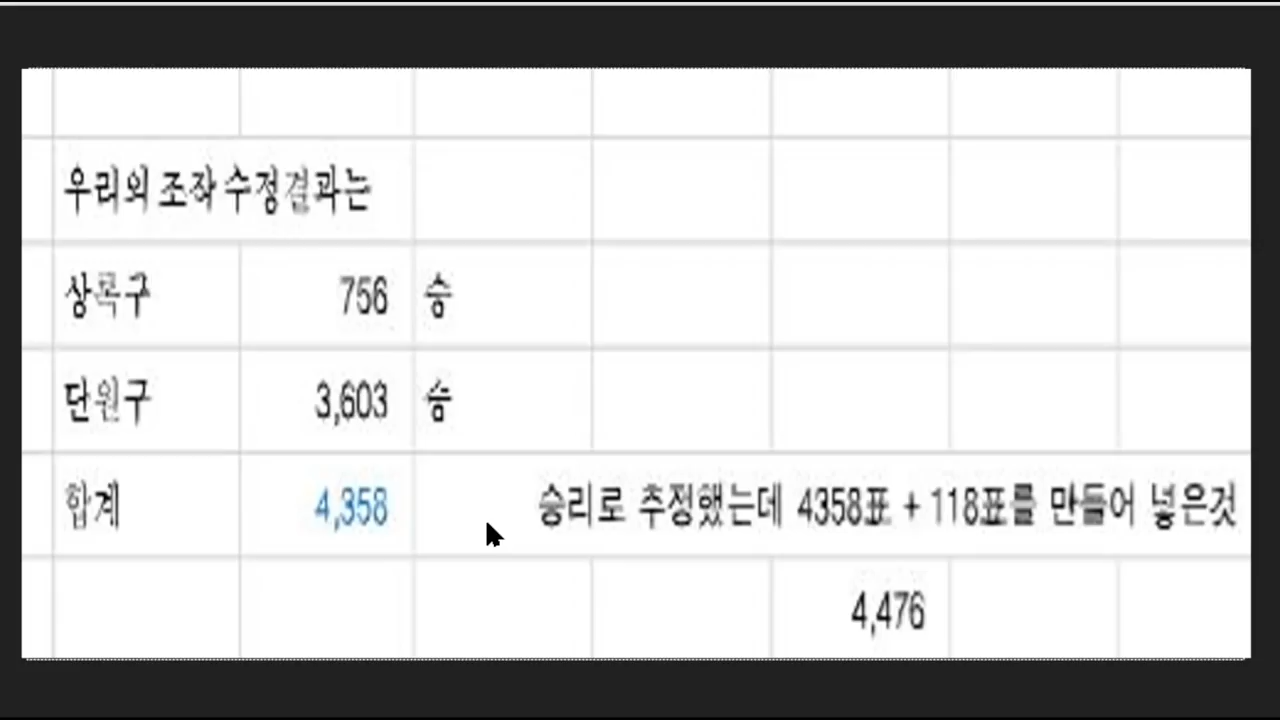 우리의 조작 수정결과는
상록구 756 승
단원구 3,603 승
합계 4,358 승리로 추정했는데 4358표 + 118표를 만들어 넣은것
4,476